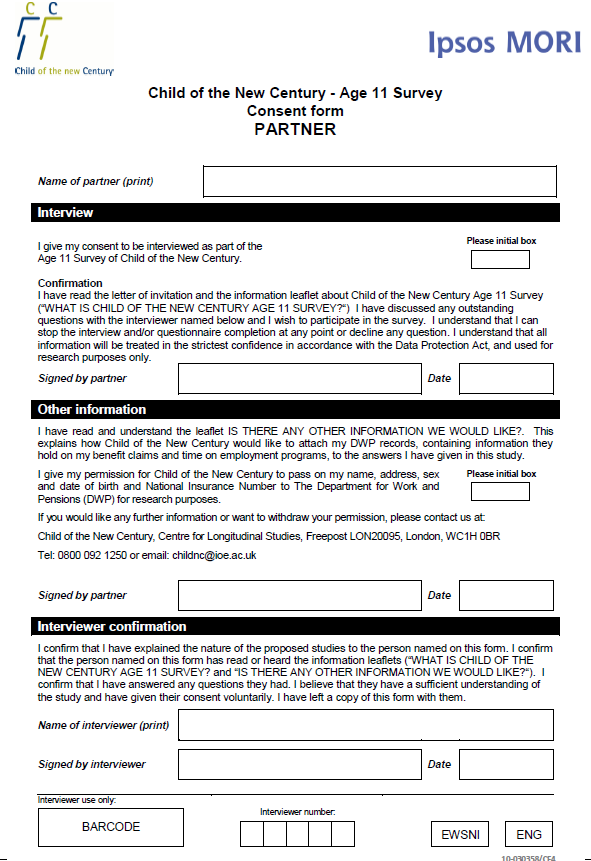 C C
Child of the new Century
Ipsos MORI
Child of the New Century - Age 11 Survey
Consent form
PARTNER
Name of partner (print)
Interview
I give my consent to be interviewed as part of the
Age 11 Survey of Child of the New Century.
Please initial box
Confirmation
I have read the letter of invitation and the information leaflet about Child of the New Century Age 11 Survey
("WHAT IS CHILD OF THE NEW CENTURY AGE 11 SURVEY?") I have discussed any outstanding
questions with the interviewer named below and I wish to participate in the survey. I understand that I can
stop the interview and/or questionnaire completion at any point or decline any question. I understand that all
information will be treated in the strictest confidence in accordance with the Data Protection Act, and used for
research purposes only.
Signed by partner
Date
Other information
I have read and understand the leaflet IS THERE ANY OTHER INFORMATION WE WOULD LIKE?. This
explains how Child of the New Century would like to attach my DWP records, containing information they
hold on my benefit claims and time on employment programs, to the answers I have given in this study.
I give my permission for Child of the New Century to pass on my name, address, sex
and date of birth and National Insurance Number to The Department for Work and
Pensions (DWP) for research purposes.
Please initial box
If you would like any further information or want to withdraw your permission, please contact us at:
Child of the New Century, Centre for Longitudinal Studies, Freepost LON20095, London, WC1H 0BR
Tel: 0800 092 1250 or email: childnc@ioe.ac.uk
Signed by partner
Date
Interviewer confirmation
I confirm that I have explained the nature of the proposed studies to the person named on this form. I confirm
that the person named on this form has read or heard the information leaflets ("WHAT IS CHILD OF THE
NEW CENTURY AGE 11 SURVEY? and "IS THERE ANY OTHER INFORMATION WE WOULD LIKE?"). I
confirm that I have answered any questions they had. I believe that they have a sufficient understanding of
the study and have given their consent voluntarily. I have left a copy of this form with them.
Name of interviewer (print)
Signed by interviewer
Date
Interviewer use only:
BARCODE
Interviewer number:
EWSNI
ENG
10-030358/CF4